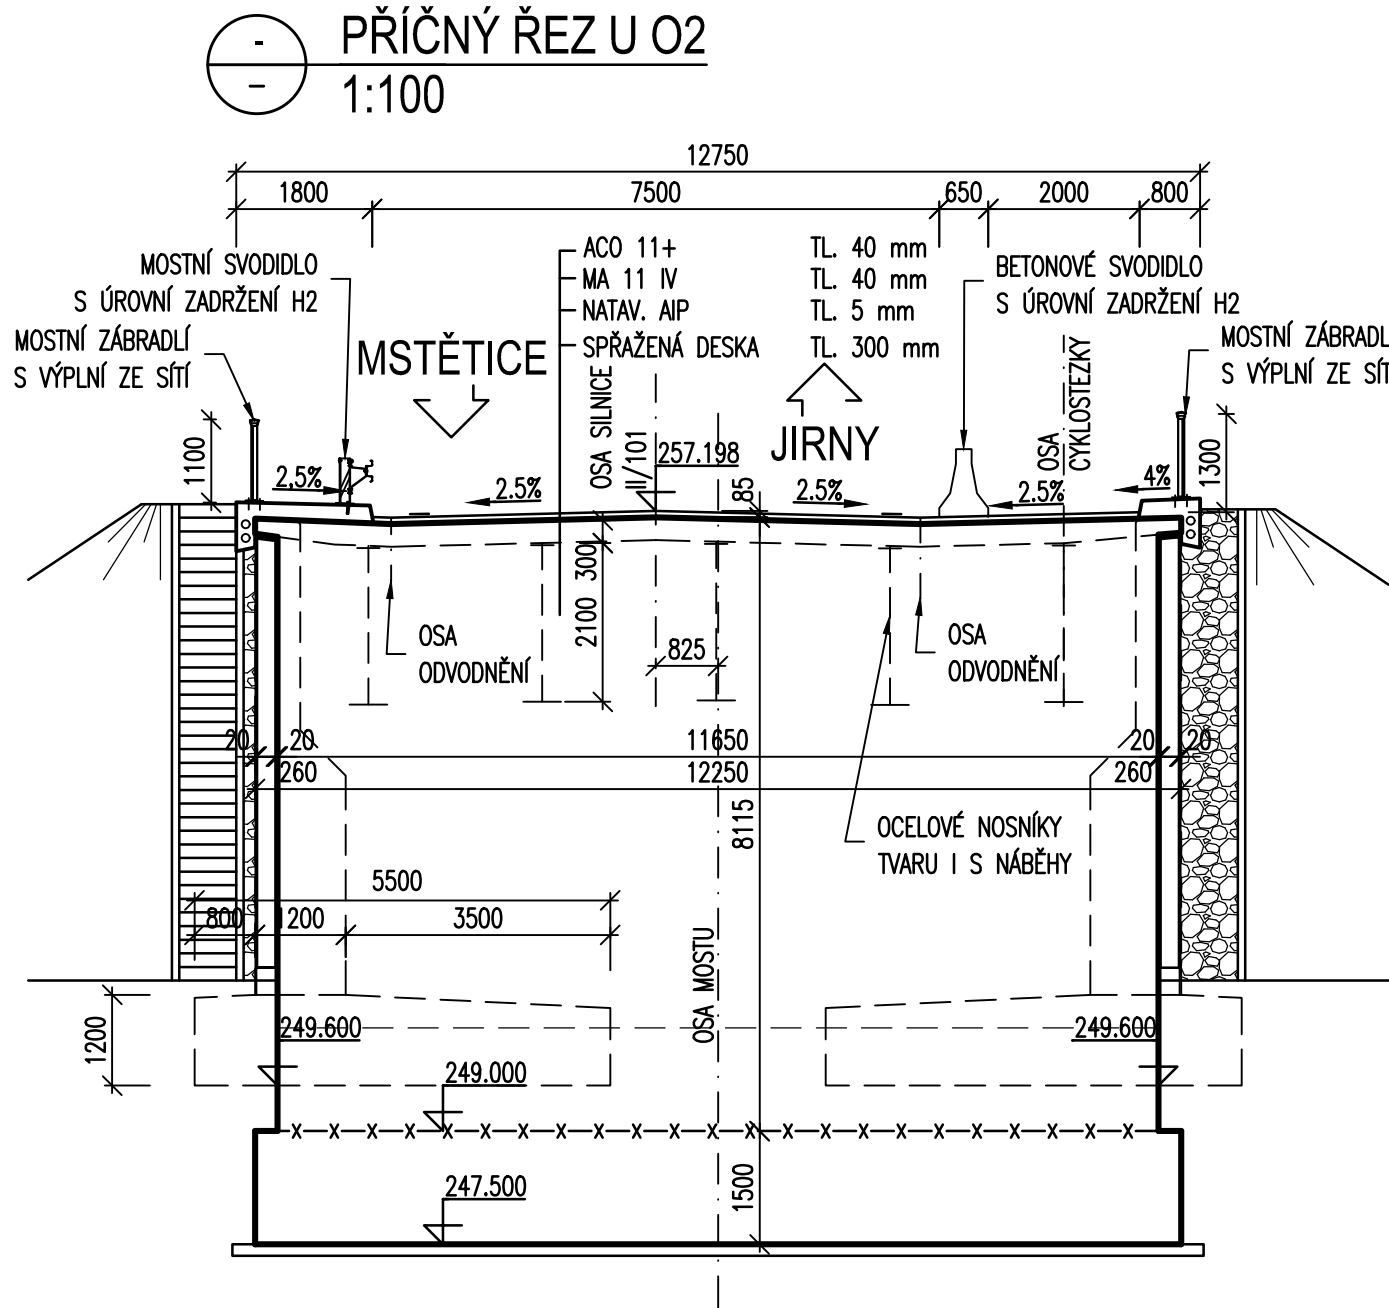 -
PŘÍČNÝ ŘEZ U O2
–
1:100
12750
1800
7500
650
2000
800
MOSTNÍ SVODIDLO
S ÚROVNÍ ZADRŽENÍ H2
MOSTNÍ ZÁBRADLÍ
S VÝPLNÍ ZE SÍTÍ
ACO 11+ TL. 40 mm
MA 11 IV TL. 40 mm
NATAV. AIP TL. 5 mm
SPŘAŽENÁ DESKA TL. 300 mm
BETONOVÉ SVODIDLO
S ÚROVNÍ ZADRŽENÍ H2
MOSTNÍ ZÁBRADL
S VÝPLNÍ ZE SÍT
MSTĚTICE
JIRNY
OSA SILNICE
II/101
OSA
CYKLOSTEZKY
257.198
1100
2,5%
2.5%
85
2.5%
2.5%
4%
1300
300
2100
825
OSA
ODVODNĚNÍ
OSA
ODVODNĚNÍ
20
20
11650
20
20
260
12250
260
8115
OCELOVÉ NOSNÍKY
TVARU I S NÁBĚHY
5500
800
1200
3500
OSA MOSTU
1200
249.600
249.600
249.000
X X X X X X X X X X X X X X X X X X X X X X X
247.500
1500